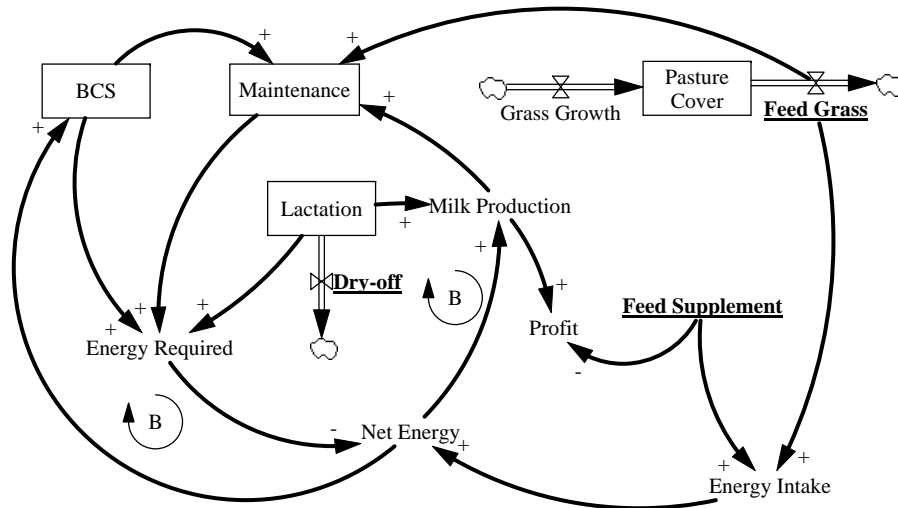 +
+
+
BCS
Maintenance
Pasture
Cover
Grass Growth
Feed Grass
+
+
Lactation
+
Milk Production
+
Dry-off
B
+
Feed Supplement
+
+
+
+
Energy Required
Profit
-
B
-
Net Energy
+
+
+
Energy Intake